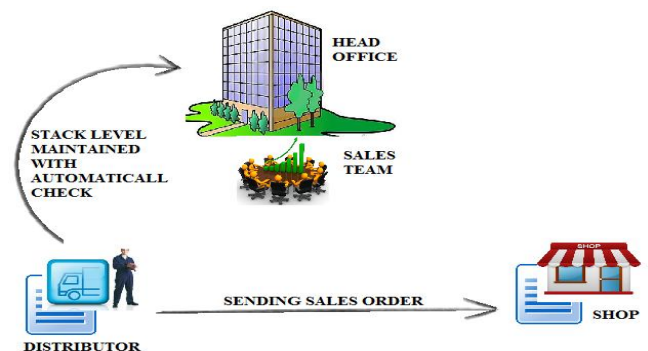 HEAD
OFFICE
STACK LEVEL
MAINTAINED
WITH
AUTOMATICALL
CHECK
SALES
TEAM
SHOP
SENDING SALES ORDER
SHOP
DISTRIBUTOR